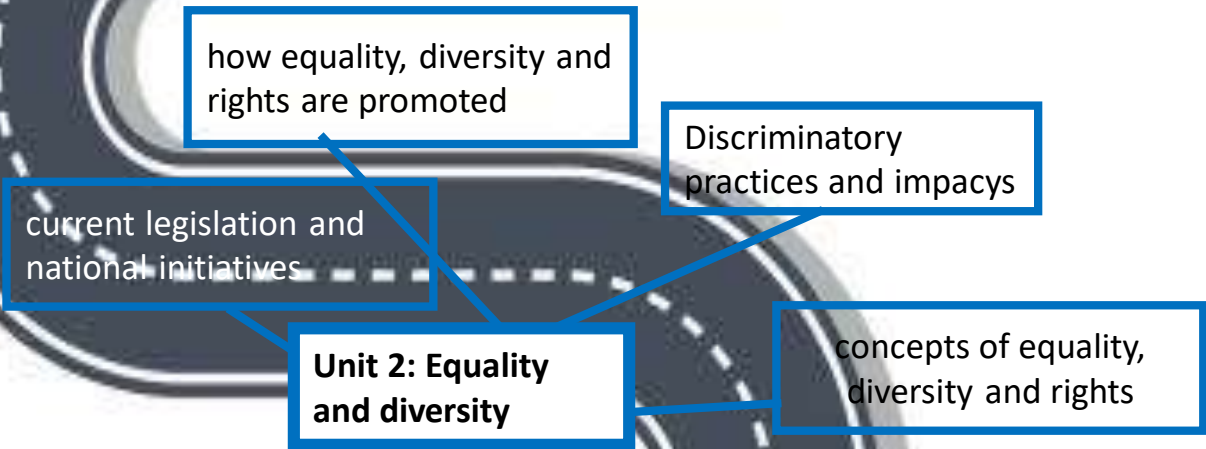 how equality, diversity and
rights are promoted
Discriminatory
practices and impacys
current legislation and
national initiatives
Unit 2: Equality
and diversity
concepts of equality,
diversity and rights